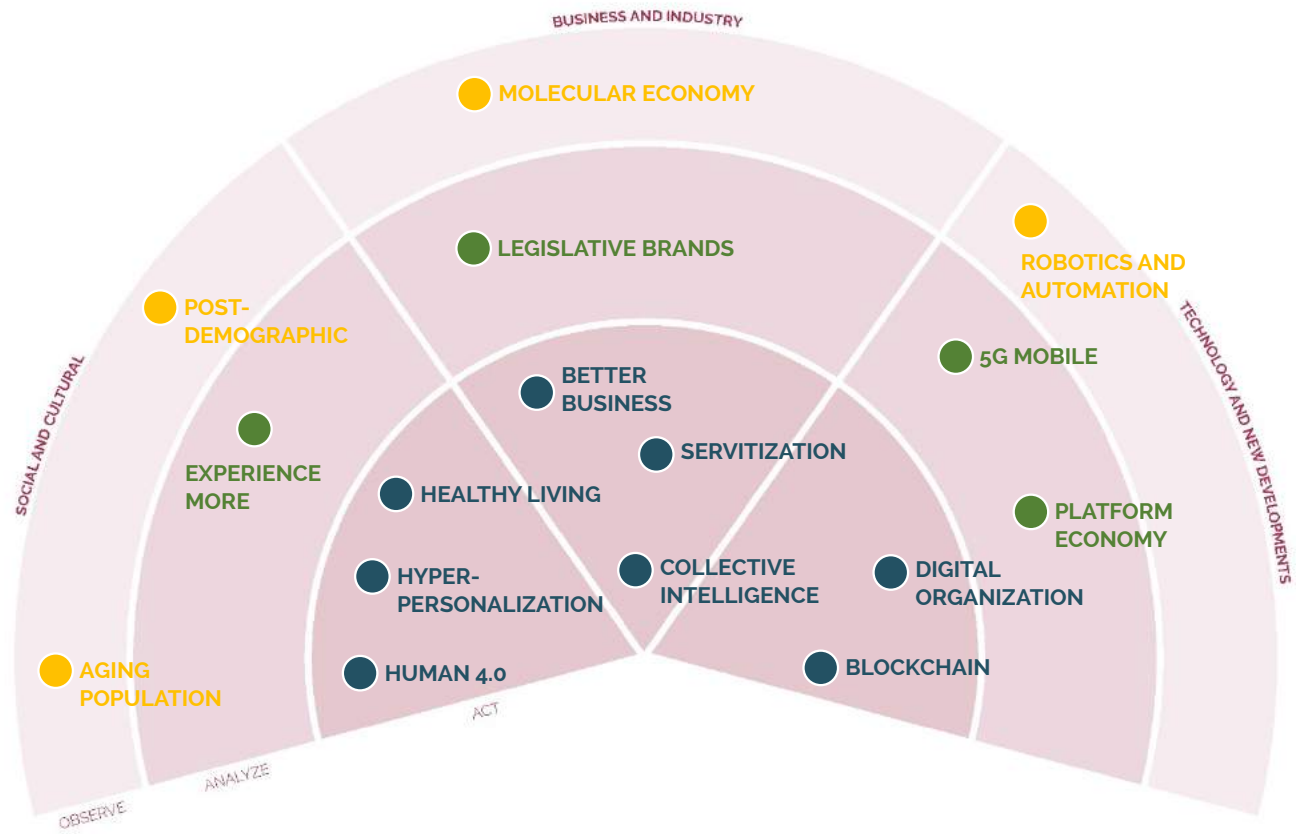 BUSINESS AND INDUSTRY
MOLECULAR ECONOMY
LEGISLATIVE BRANDS
ROBOTICS AND
AUTOMATION
POST-
DEMOGRAPHIC
TECHNOLOGY AND NEW DEVELOPMENTS
SOCIAL AND CULTURAL
5G MOBILE
BETTER
BUSINESS
EXPERIENCE
MORE
SERVITIZATION
HEALTHY LIVING
PLATFORM
ECONOMY
HYPER-
PERSONALIZATION
COLLECTIVE
INTELLIGENCE
DIGITAL
ORGANIZATION
AGING
POPULATION
HUMAN 4.0
BLOCKCHAIN
ACT
ANALYZE
OBSERVE